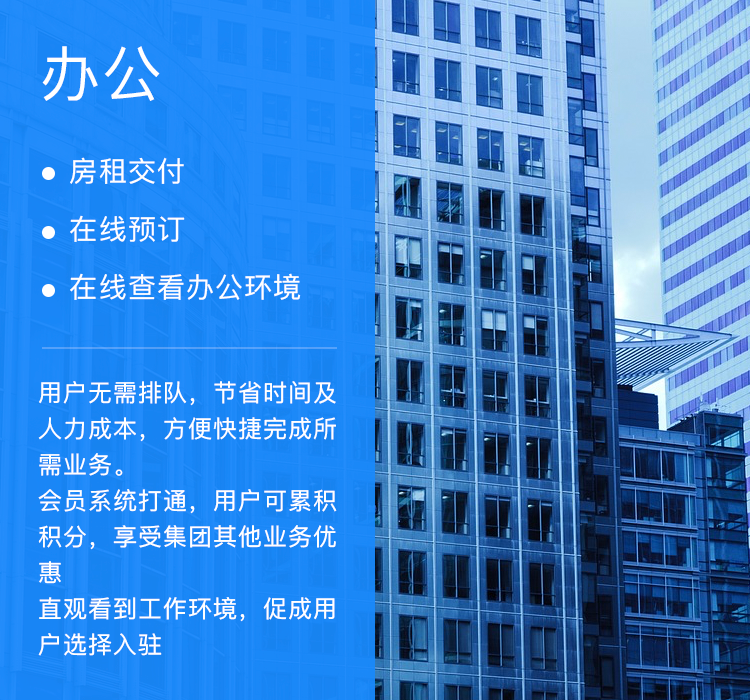 办公
房租交付
在线预订
在线查看办公环境
用户无需排队，节省时间及
人力成本，方便快捷完成所
需业务。
会员系统打通，用户可累积
积分，享受集团其他业务优
惠
直观看到工作环境，促成用
户选择入驻